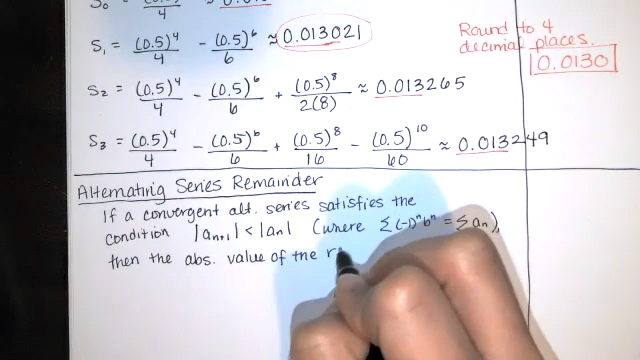 S₀ =
4
S₁ = (0.5)⁴/4 - (0.5)⁶/6 ≈ 0.013021
Round to 4
decimal places.
0.0130
S₂ = (0.5)⁴/4 - (0.5)⁶/6 + (0.5)⁸/2(8) ≈ 0.013265
S₃ = (0.5)⁴/4 - (0.5)⁶/6 + (0.5)⁸/16 - (0.5)¹⁰/60 ≈ 0.013249
Alternating Series Remainder
If a convergent alt. series satisfies the
condition |aₙ₊₁| < |aₙ| (where Σ(-1)ⁿbⁿ = Σaₙ),
then the abs. value of the r